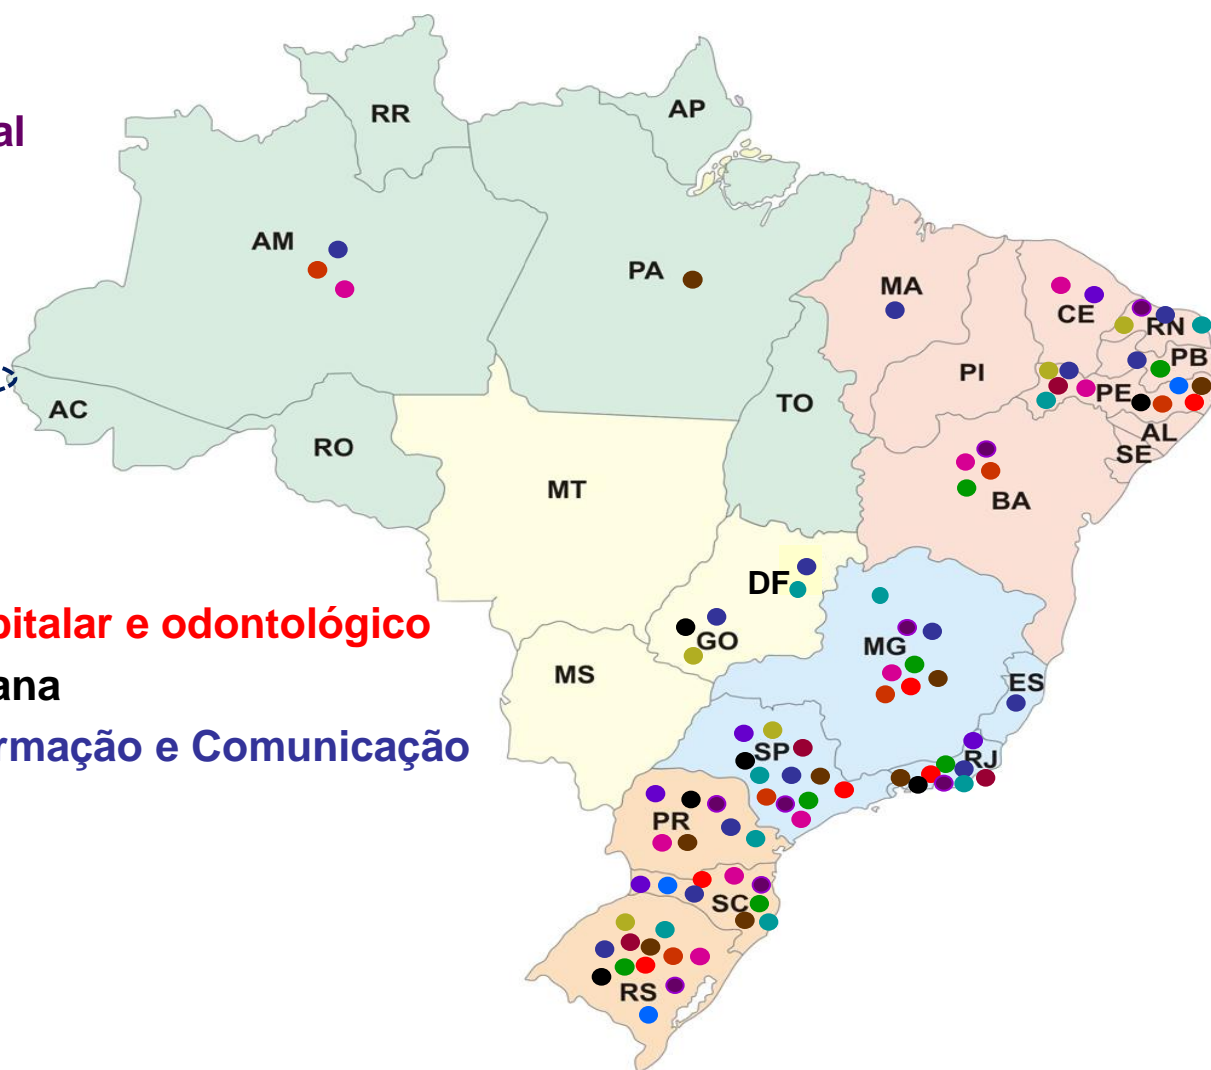 RR
AP
al
AM
PA
MA
CE
RN
PB
PI
PE
TO
AC
AL
SE
RO
MT
BA
DF
pitalar e odontológico
GO
MG
MS
ES
ana
rmação e Comunicação
SP
RJ
PR
SC
RS